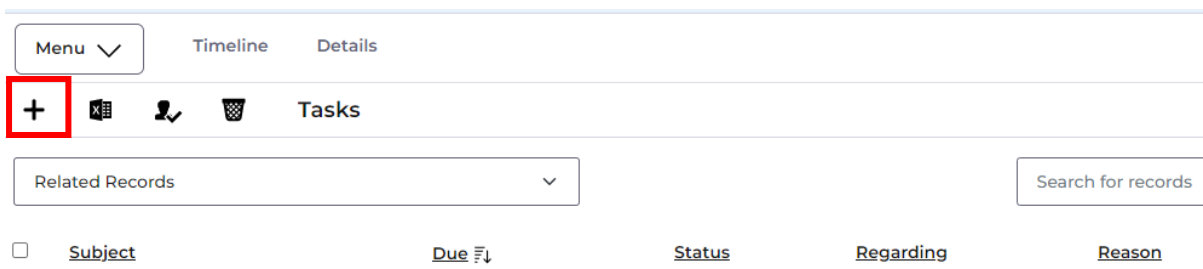 Menu Timeline Details
Tasks
Related Records Search for records
Subject Due Status Regarding Reason